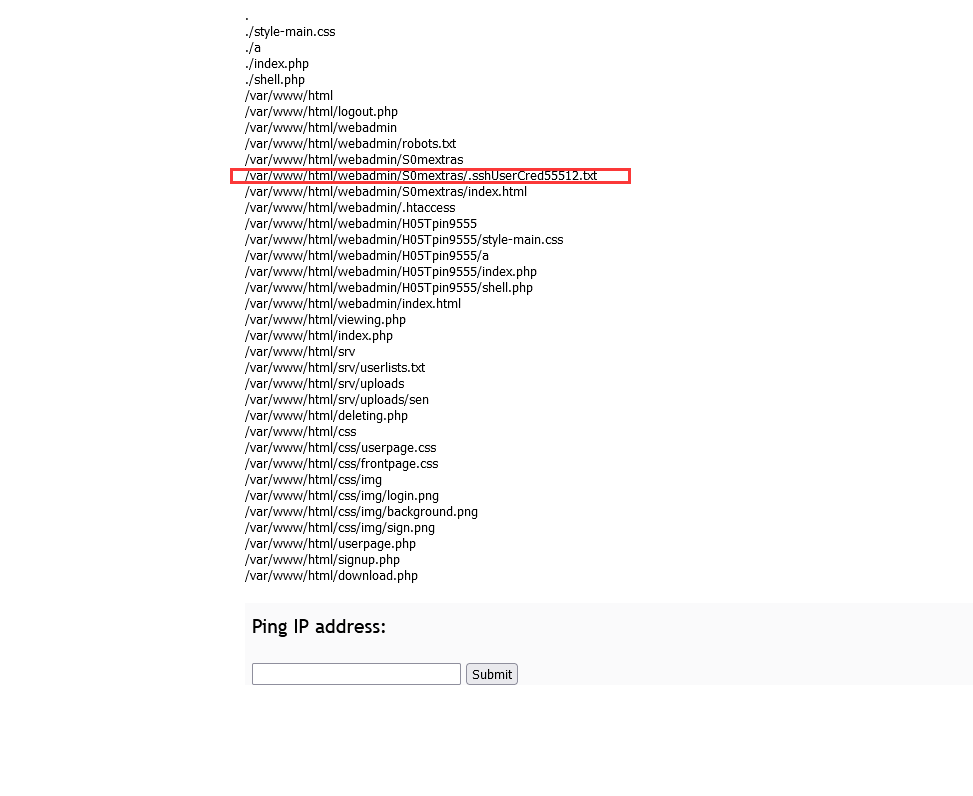 .
./style-main.css
./a
./index.php
./shell.php
/var/www/html
/var/www/html/logout.php
/var/www/html/webadmin
/var/www/html/webadmin/robots.txt
/var/www/html/webadmin/S0mextras
/var/www/html/webadmin/S0mextras/.sshUserCred55512.txt
/var/www/html/webadmin/S0mextras/index.html
/var/www/html/webadmin/.htaccess
/var/www/html/webadmin/H05Tpin9555
/var/www/html/webadmin/H05Tpin9555/style-main.css
/var/www/html/webadmin/H05Tpin9555/a
/var/www/html/webadmin/H05Tpin9555/index.php
/var/www/html/webadmin/H05Tpin9555/shell.php
/var/www/html/webadmin/index.html
/var/www/html/viewing.php
/var/www/html/index.php
/var/www/html/srv
/var/www/html/srv/userlists.txt
/var/www/html/srv/uploads
/var/www/html/srv/uploads/sen
/var/www/html/deleting.php
/var/www/html/css
/var/www/html/css/userpage.css
/var/www/html/css/frontpage.css
/var/www/html/css/img
/var/www/html/css/img/login.png
/var/www/html/css/img/background.png
/var/www/html/css/img/sign.png
/var/www/html/userpage.php
/var/www/html/signup.php
/var/www/html/download.php
Ping IP address:
Submit